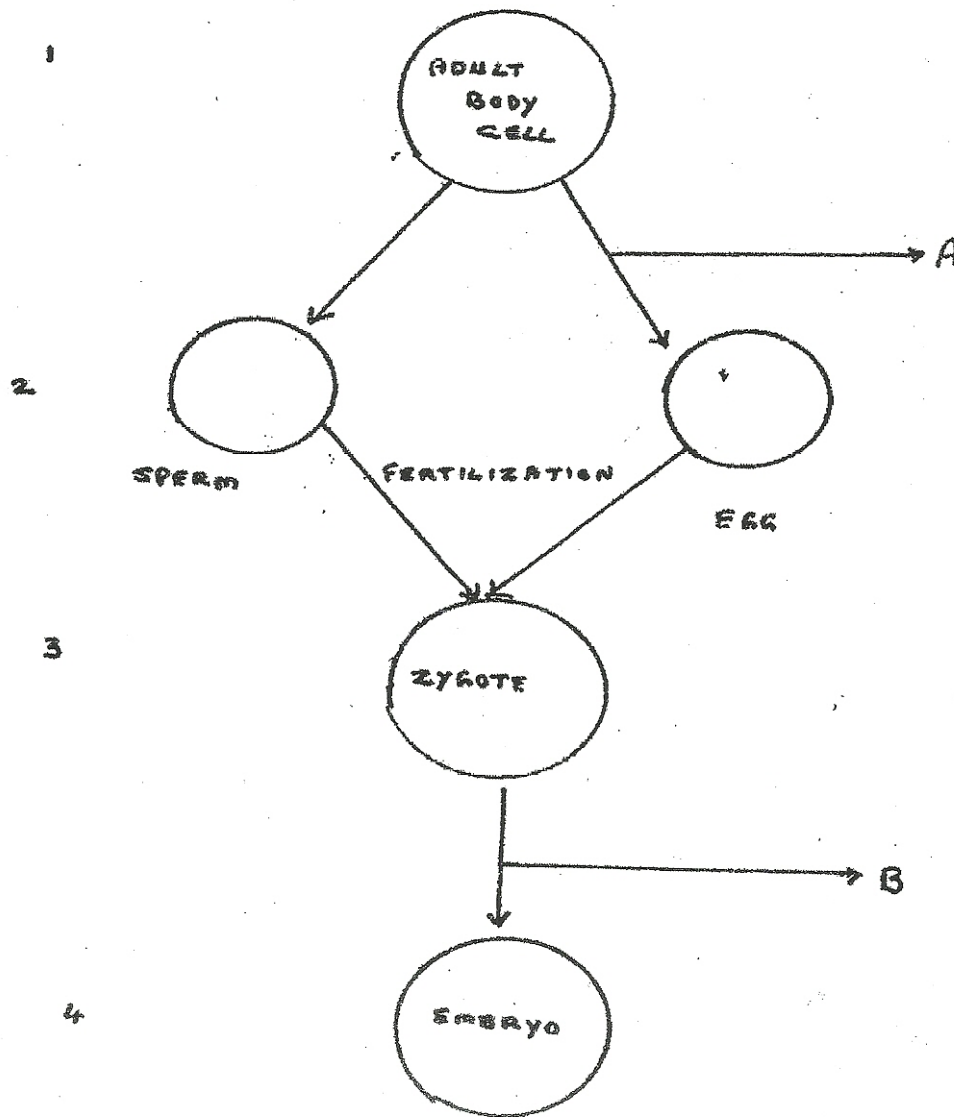 1
ADULT
BODY
CELL
A
2
SPERM
FERTILIZATION
EGG
3
ZYGOTE
B
4
EMBRYO